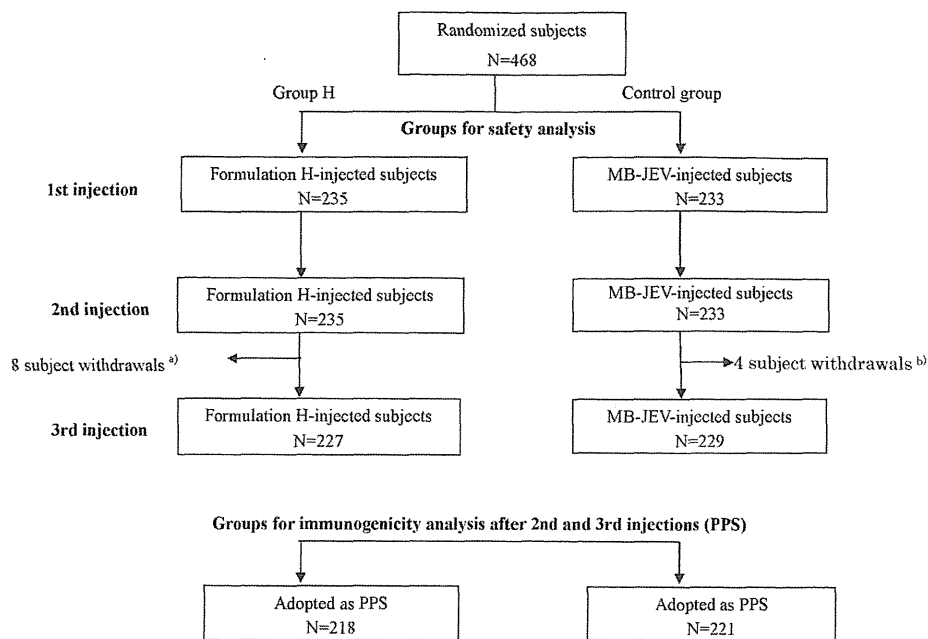 Randomized subjects
N=468
Group H
Control group
Groups for safety analysis
1st injection
Formulation H-injected subjects
N=235
MB-JEV-injected subjects
N=233
2nd injection
Formulation H-injected subjects
N=235
MB-JEV-injected subjects
N=233
8 subject withdrawals a)
4 subject withdrawals b)
3rd injection
Formulation H-injected subjects
N=227
MB-JEV-injected subjects
N=229
Groups for immunogenicity analysis after 2nd and 3rd injections (PPS)
Adopted as PPS
N=218
Adopted as PPS
N=221